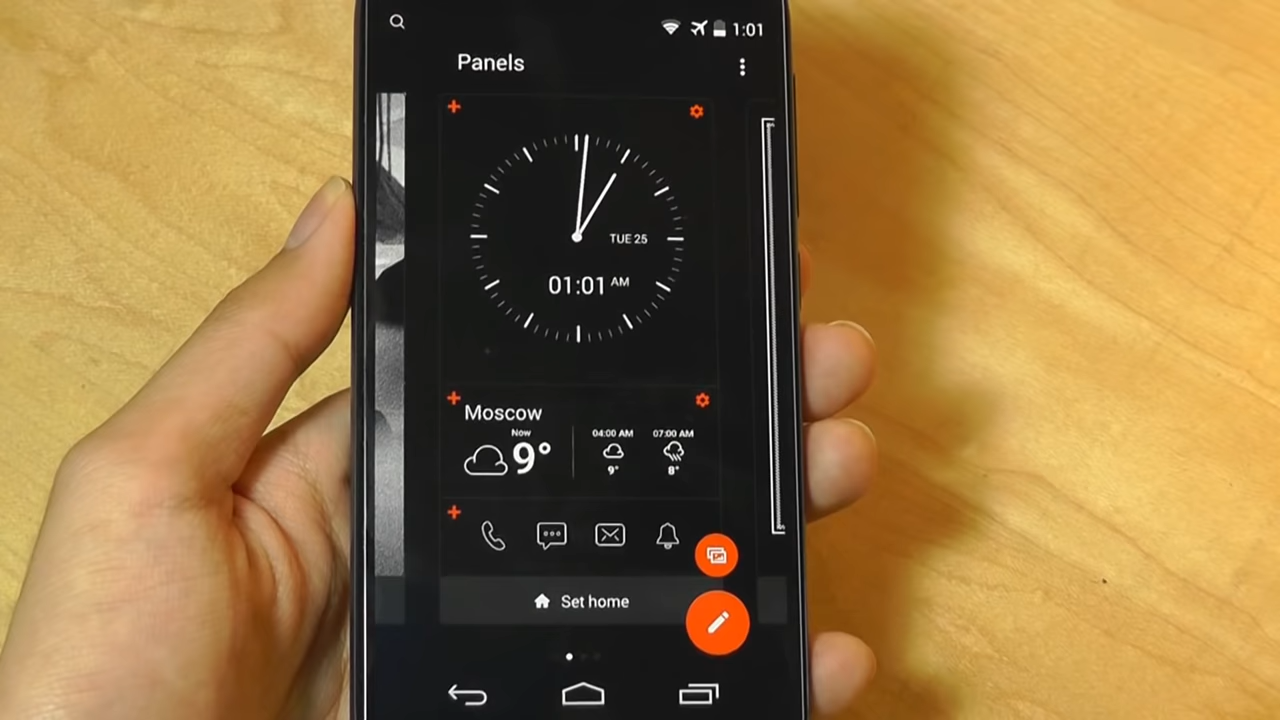 1:01
Panels
TUE 25
01:01 AM
Moscow
Now
9°
04:00 AM
9°
07:00 AM
8°
Set home